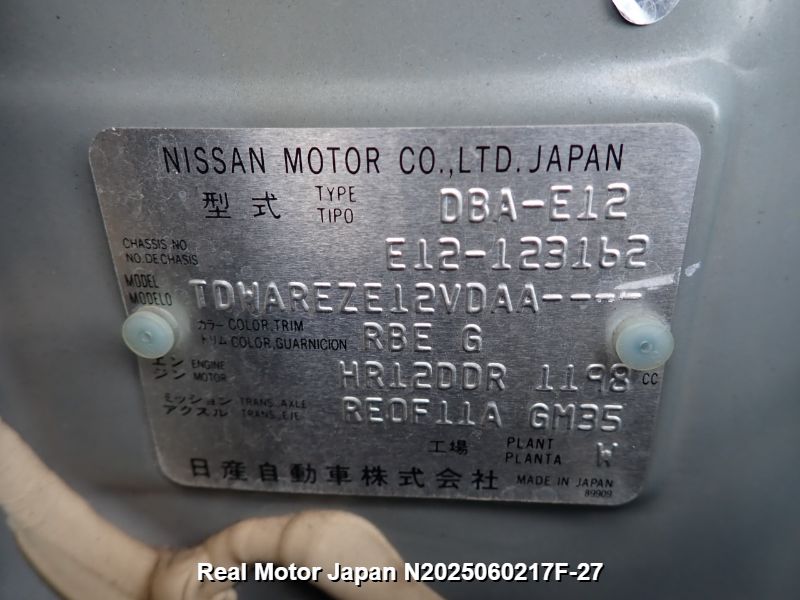 NISSAN MOTOR CO.,LTD.JAPAN
型式 TYPE TIPO DBA-E12
CHASSIS NO. NO.DECHASIS E12-123162
MODEL MODELO TDWAREZE12VDAA----
カラー COLOR,TRIM トリム COLOR,GUARNICION RBE G
エンジン ENGINE MOTOR HR12DDR 1198 CC
ミッション TRANS.AXLE アクスル TRANS.EJE RE0F11A GM35
工場 PLANT PLANTA W
日産自動車株式会社 MADE IN JAPAN
89909
Real Motor Japan N2025060217F-27